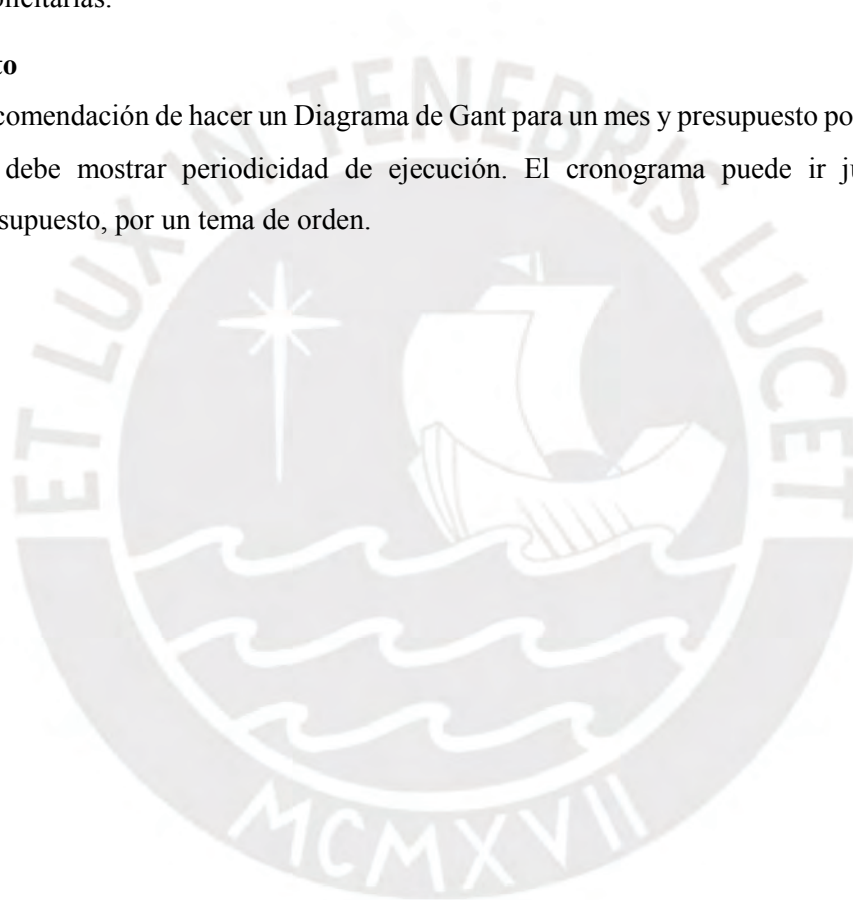 to
comendación de hacer un Diagrama de Gant para un mes y presupuesto po
debe mostrar periodicidad de ejecución. El cronograma puede ir ju
supuesto, por un tema de orden.
ET LUX IN TENEBRIS LUCET
MCMXVII